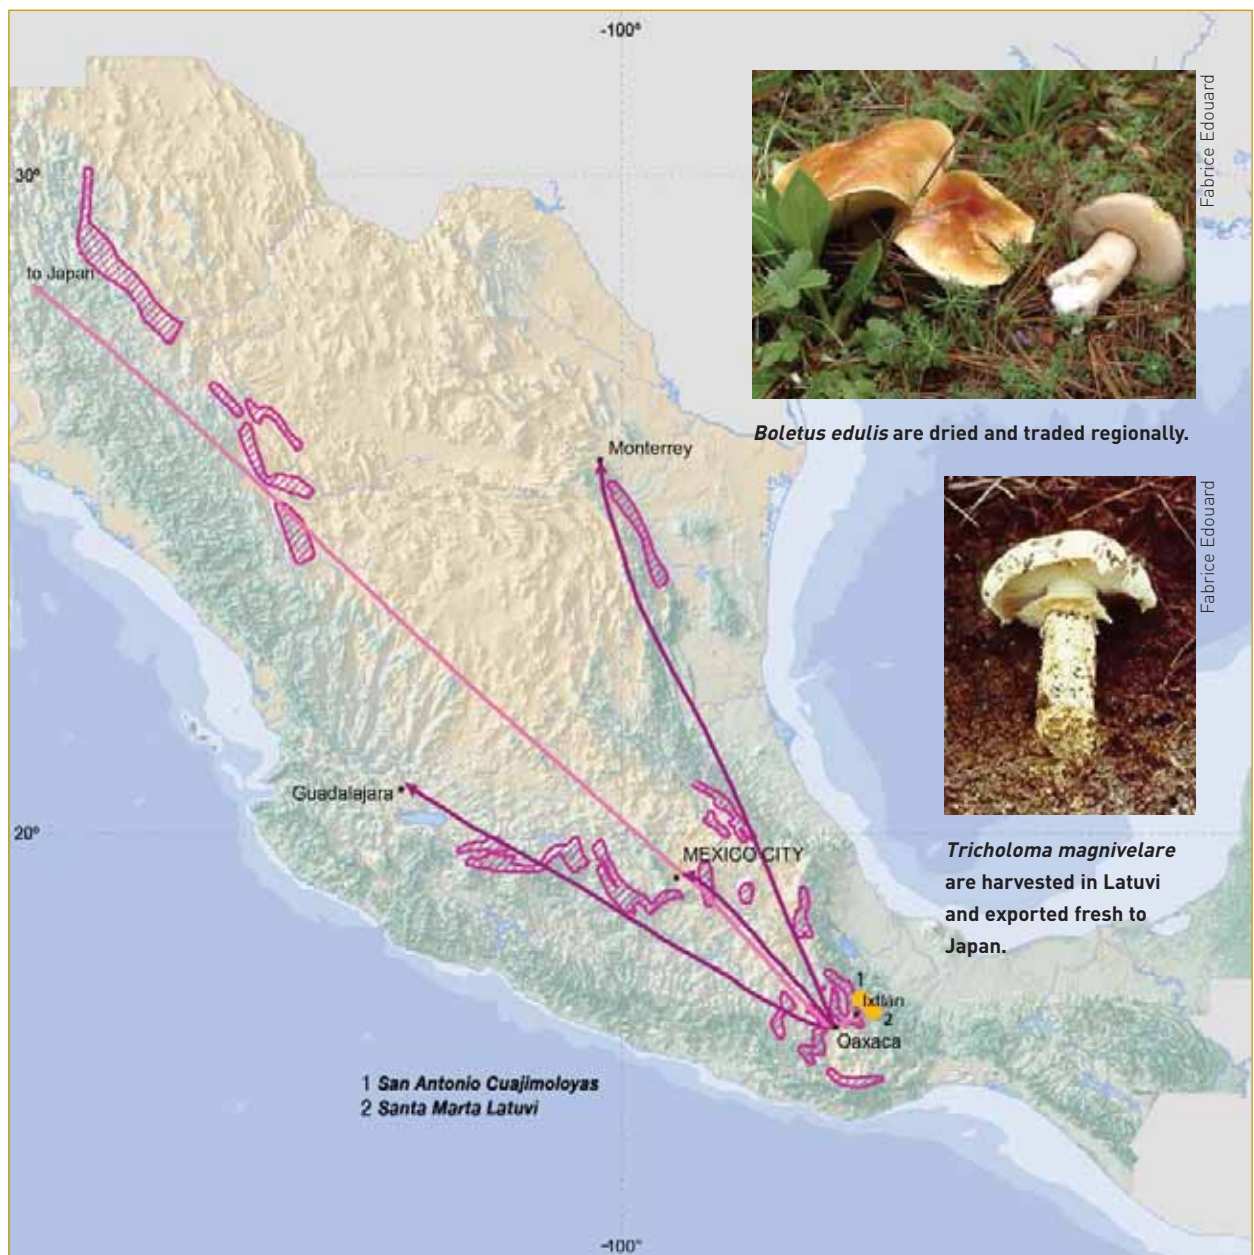 -100°
Fabrice Edouard
30°
to Japan
Boletus edulis are dried and traded regionally.
Monterrey
Fabrice Edouard
Guadalajara
20°
MEXICO CITY
Tricholoma magnivelare
are harvested in Latuvi
and exported fresh to
Japan.
1
Ixtlán
2
Oaxaca
1 San Antonio Cuajimoloyas
2 Santa Marta Latuvi
-100°